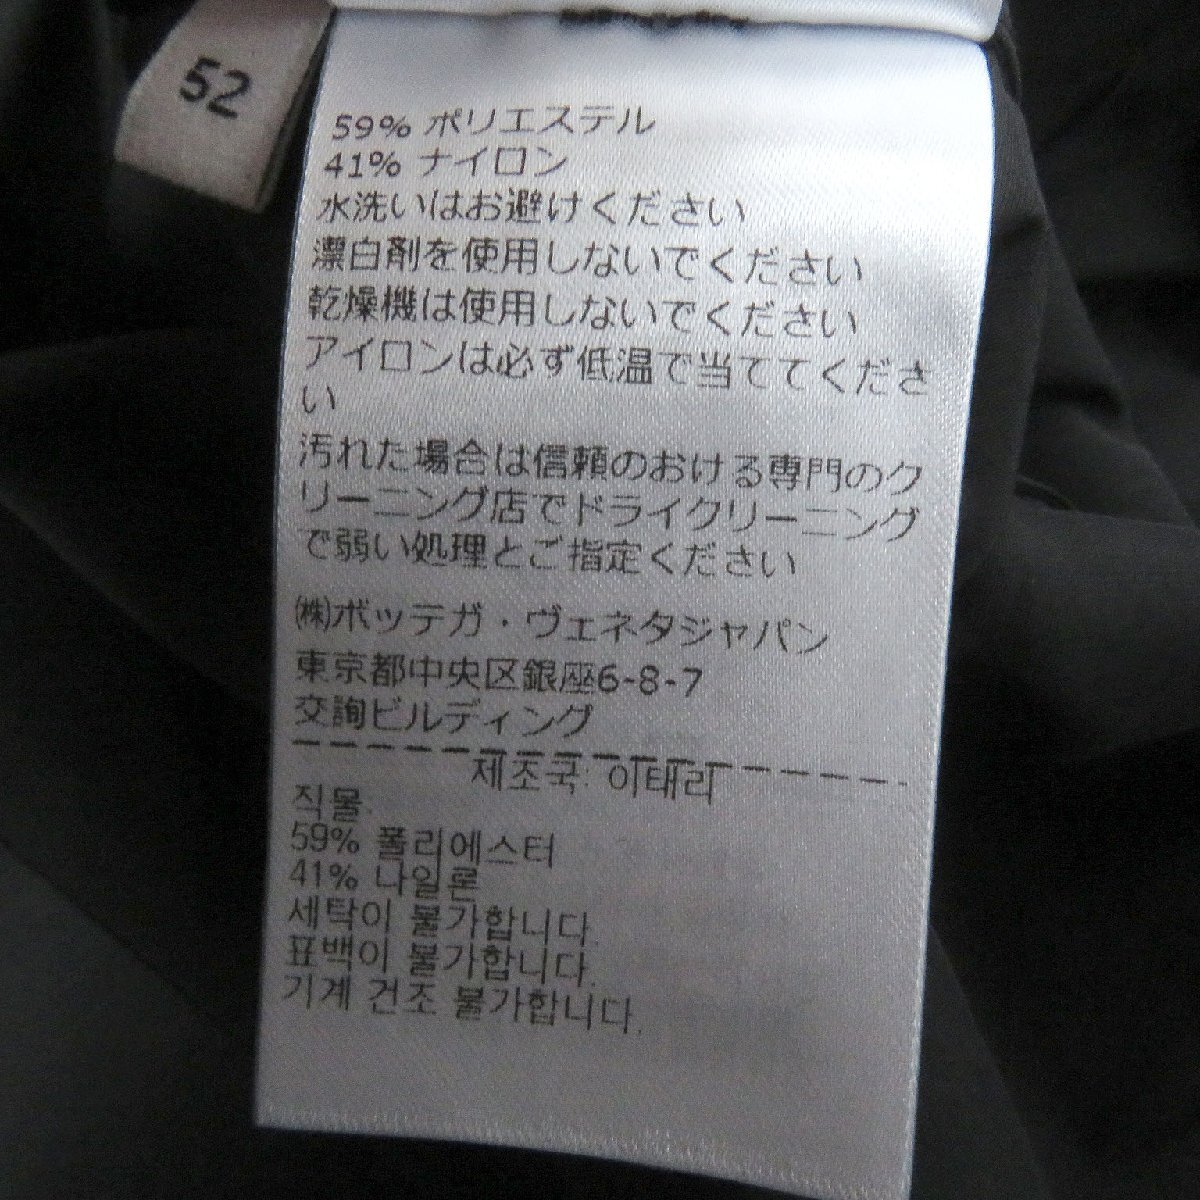 52
59% ポリエステル
41% ナイロン
水洗いはお避けください
漂白剤を使用しないでください
乾燥機は使用しないでください
アイロンは必ず低温で当ててくださ
い
汚れた場合は信頼のおける専門のク
リーニング店でドライクリーニング
で弱い処理とご指定ください
㈱ボッテガ・ヴェネタジャパン
東京都中央区銀座6-8-7
交詢ビルディング
제조국: 이태리
직물:
59% 폴리에스터
41% 나일론
세탁이 불가합니다.
표백이 불가합니다.
기계 건조 불가합니다.